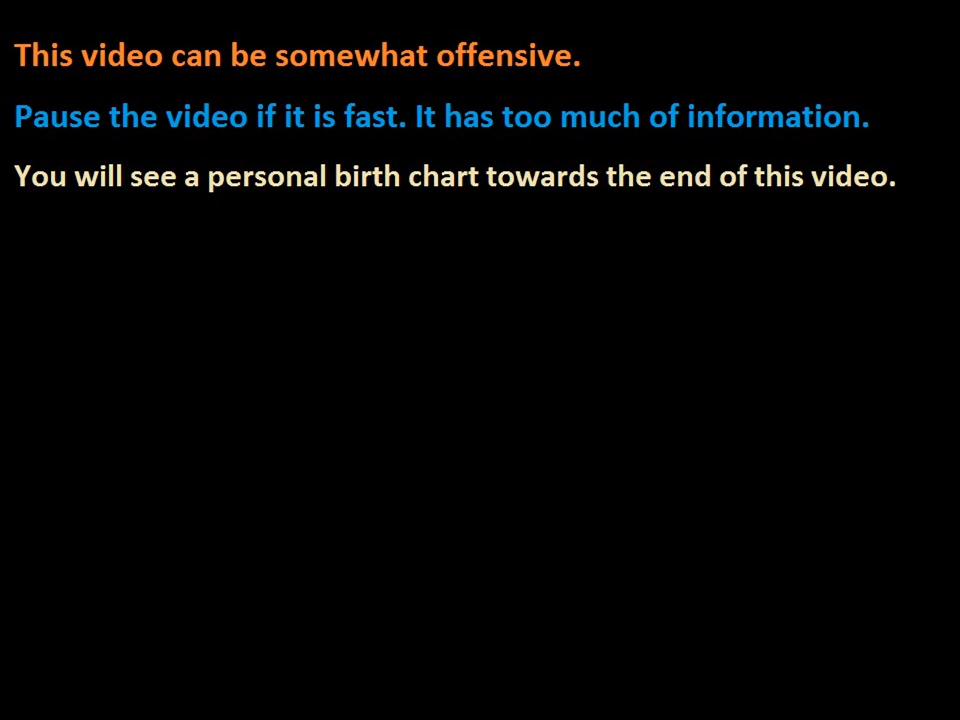 This video can be somewhat offensive.
Pause the video if it is fast. It has too much of information.
You will see a personal birth chart towards the end of this video.